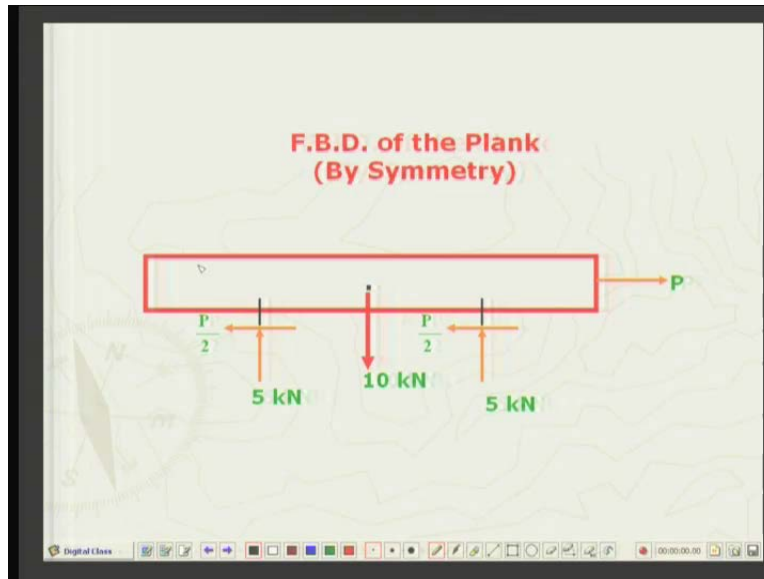 F.B.D. of the Plank
(By Symmetry)
P
P
2
P
2
10 kN
5 kN
5 kN
N
S
Digital Class
00:00:00.00